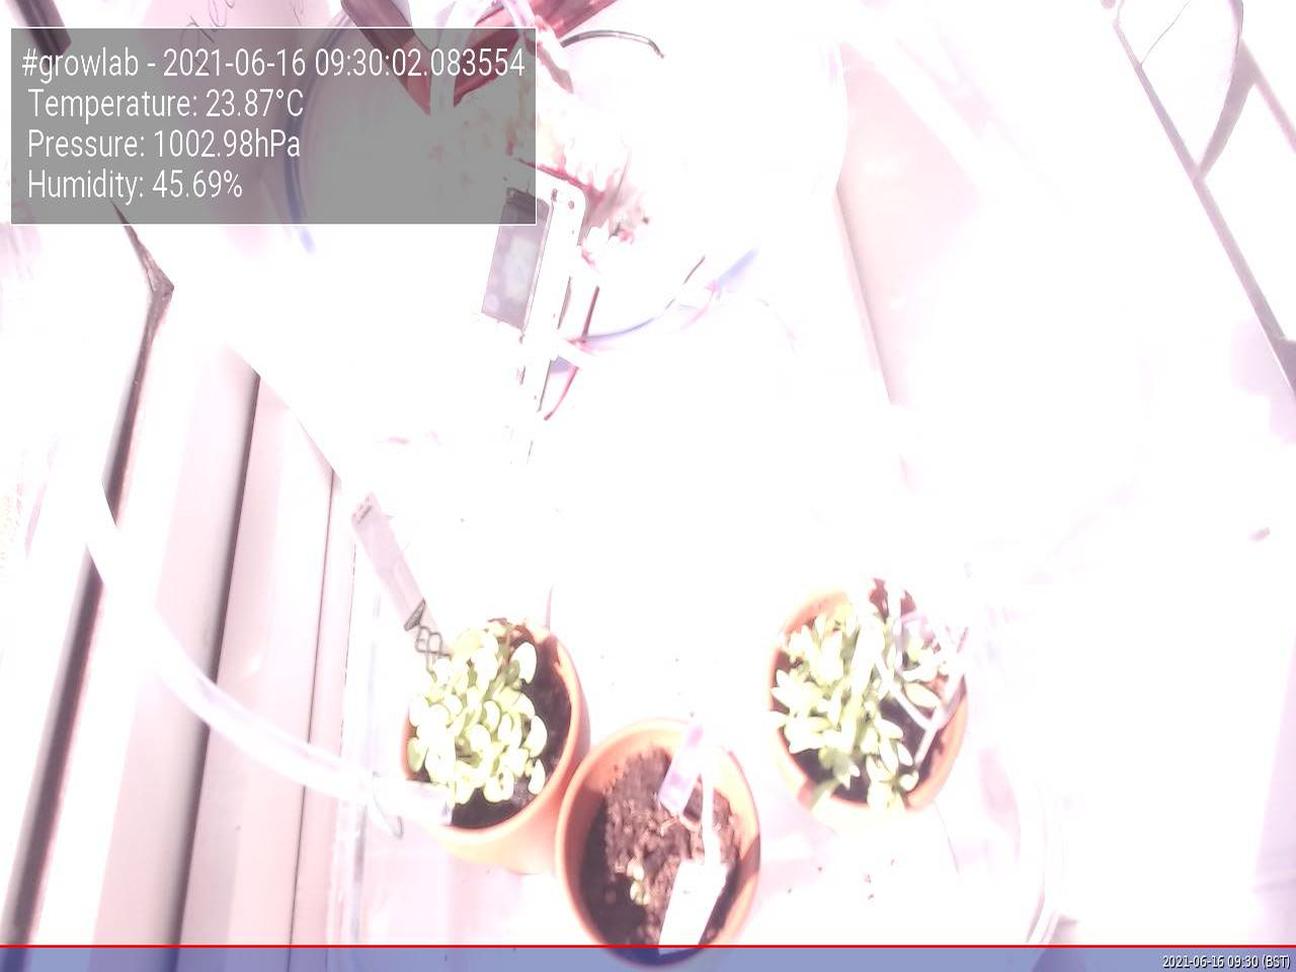 #growlab - 2021-06-16 09:30:02.083554
Temperature: 23.87°C
Pressure: 1002.98hPa
Humidity: 45.69%
2021-06-16 09:30 (BST)